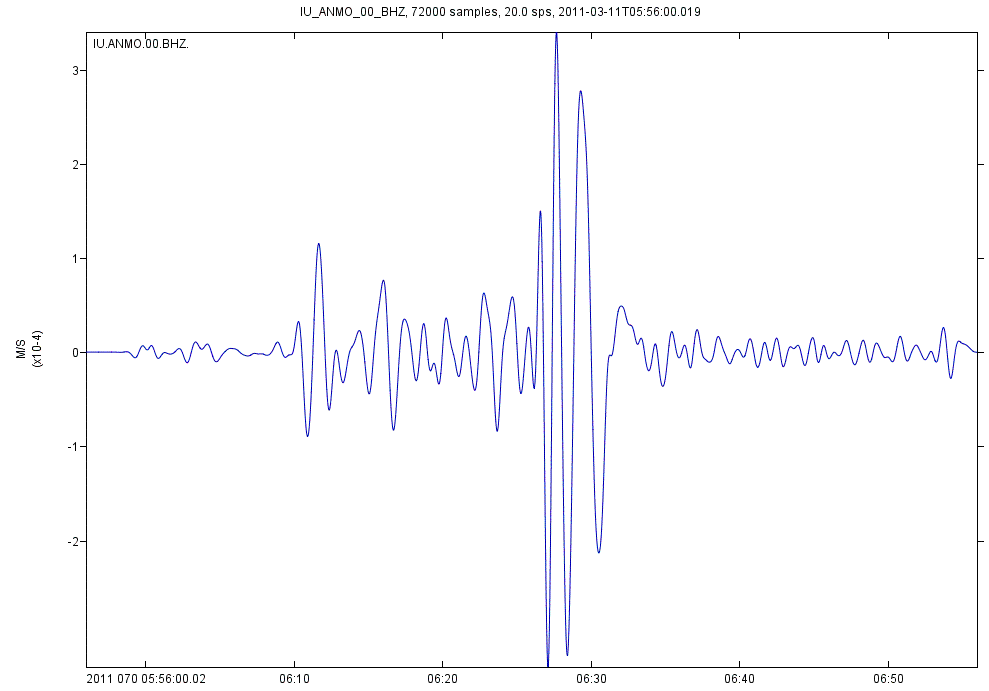 IU_ANMO_00_BHZ, 72000 samples, 20.0 sps, 2011-03-11T05:56:00.019
IU.ANMO.00.BHZ.
3
2
1
0
-1
-2
M/S
(x10-4)
2011 070 05:56:00.02 06:10 06:20 06:30 06:40 06:50